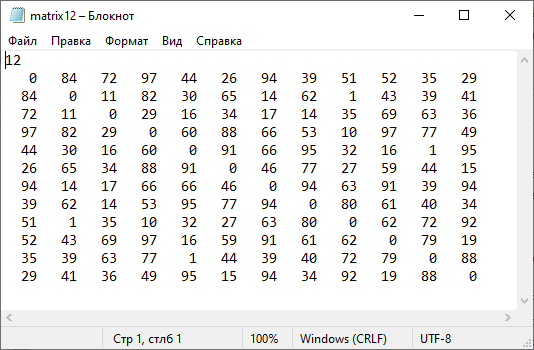 matrix12 – Блокнот
Файл Правка Формат Вид Справка
12
0 84 72 97 44 26 94 39 51 52 35 29
84 0 11 82 30 65 14 62 1 43 39 41
72 11 0 29 16 34 17 14 35 69 63 36
97 82 29 0 60 88 66 53 10 97 77 49
44 30 16 60 0 91 66 95 32 16 1 95
26 65 34 88 91 0 46 77 27 59 44 15
94 14 17 66 66 46 0 94 63 91 39 94
39 62 14 53 95 77 94 0 80 61 40 34
51 1 35 10 32 27 63 80 0 62 72 92
52 43 69 97 16 59 91 61 62 0 79 19
35 39 63 77 1 44 39 40 72 79 0 88
29 41 36 49 95 15 94 34 92 19 88 0
Стр 1, стлб 1 100% Windows (CRLF) UTF-8